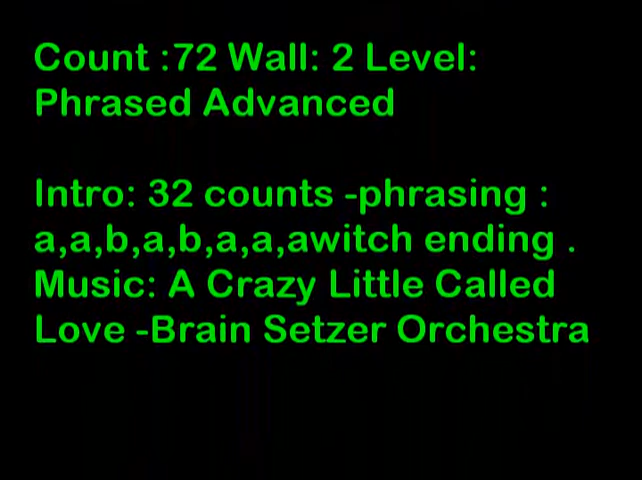 Count :72 Wall: 2 Level:
Phrased Advanced
Intro: 32 counts -phrasing :
a,a,b,a,b,a,a,awitch ending .
Music: A Crazy Little Called
Love -Brain Setzer Orchestra